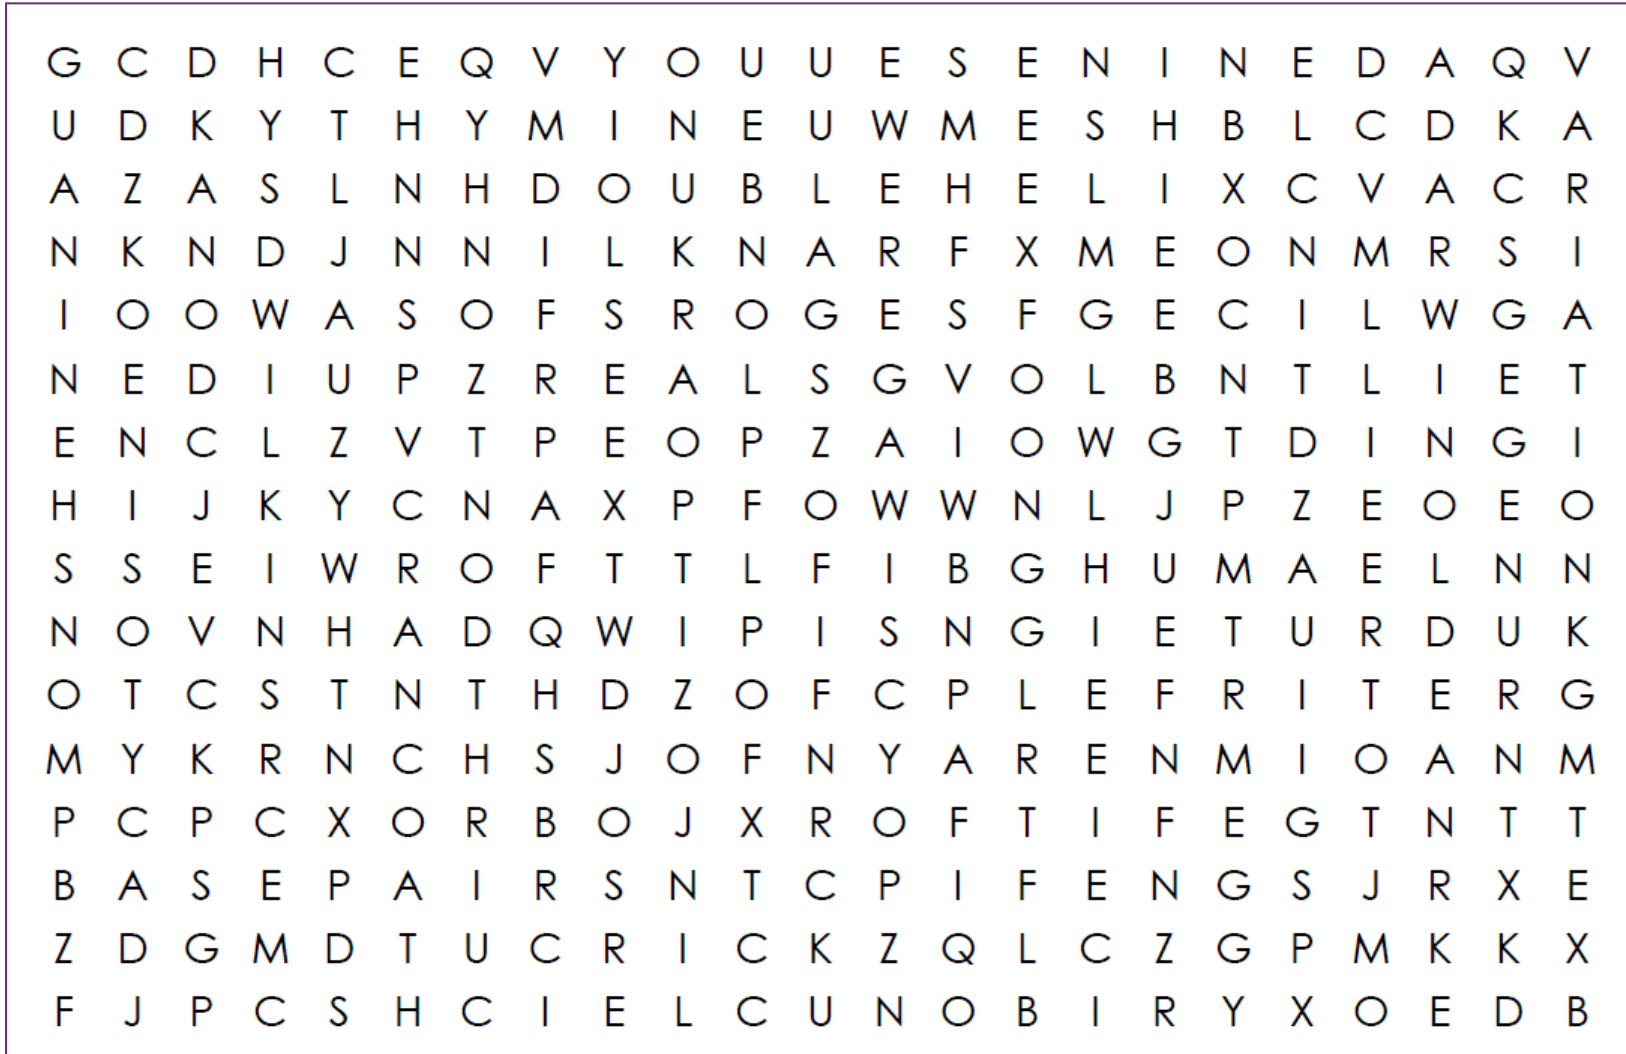 G C D H C E Q V Y O U U E S E N I N E D A Q V
U D K Y T H Y M I N E U W M E S H B L C D K A
A Z A S L N H D O U B L E H E L I X C V A C R
N K N D J N N I L K N A R F X M E O N M R S I
I O O W A S O F S R O G E S F G E C I L W G A
N E D I U P Z R E A L S G V O L B N T L I E T
E N C L Z V T P E O P Z A I O W G T D I N G I
H I J K Y C N A X P F O W W N L J P Z E O E O
S S E I W R O F T T L F I B G H U M A E L N N
N O V N H A D Q W I P I S N G I E T U R D U K
O T C S T N T H D Z O F C P L E F R I T E R G
M Y K R N C H S J O F N Y A R E N M I O A N M
P C P C X O R B O J X R O F T I F E G T N T T
B A S E P A I R S N T C P I F E N G S J R X E
Z D G M D T U C R I C K Z Q L C Z G P M K K X
F J P C S H C I E L C U N O B I R Y X O E D B